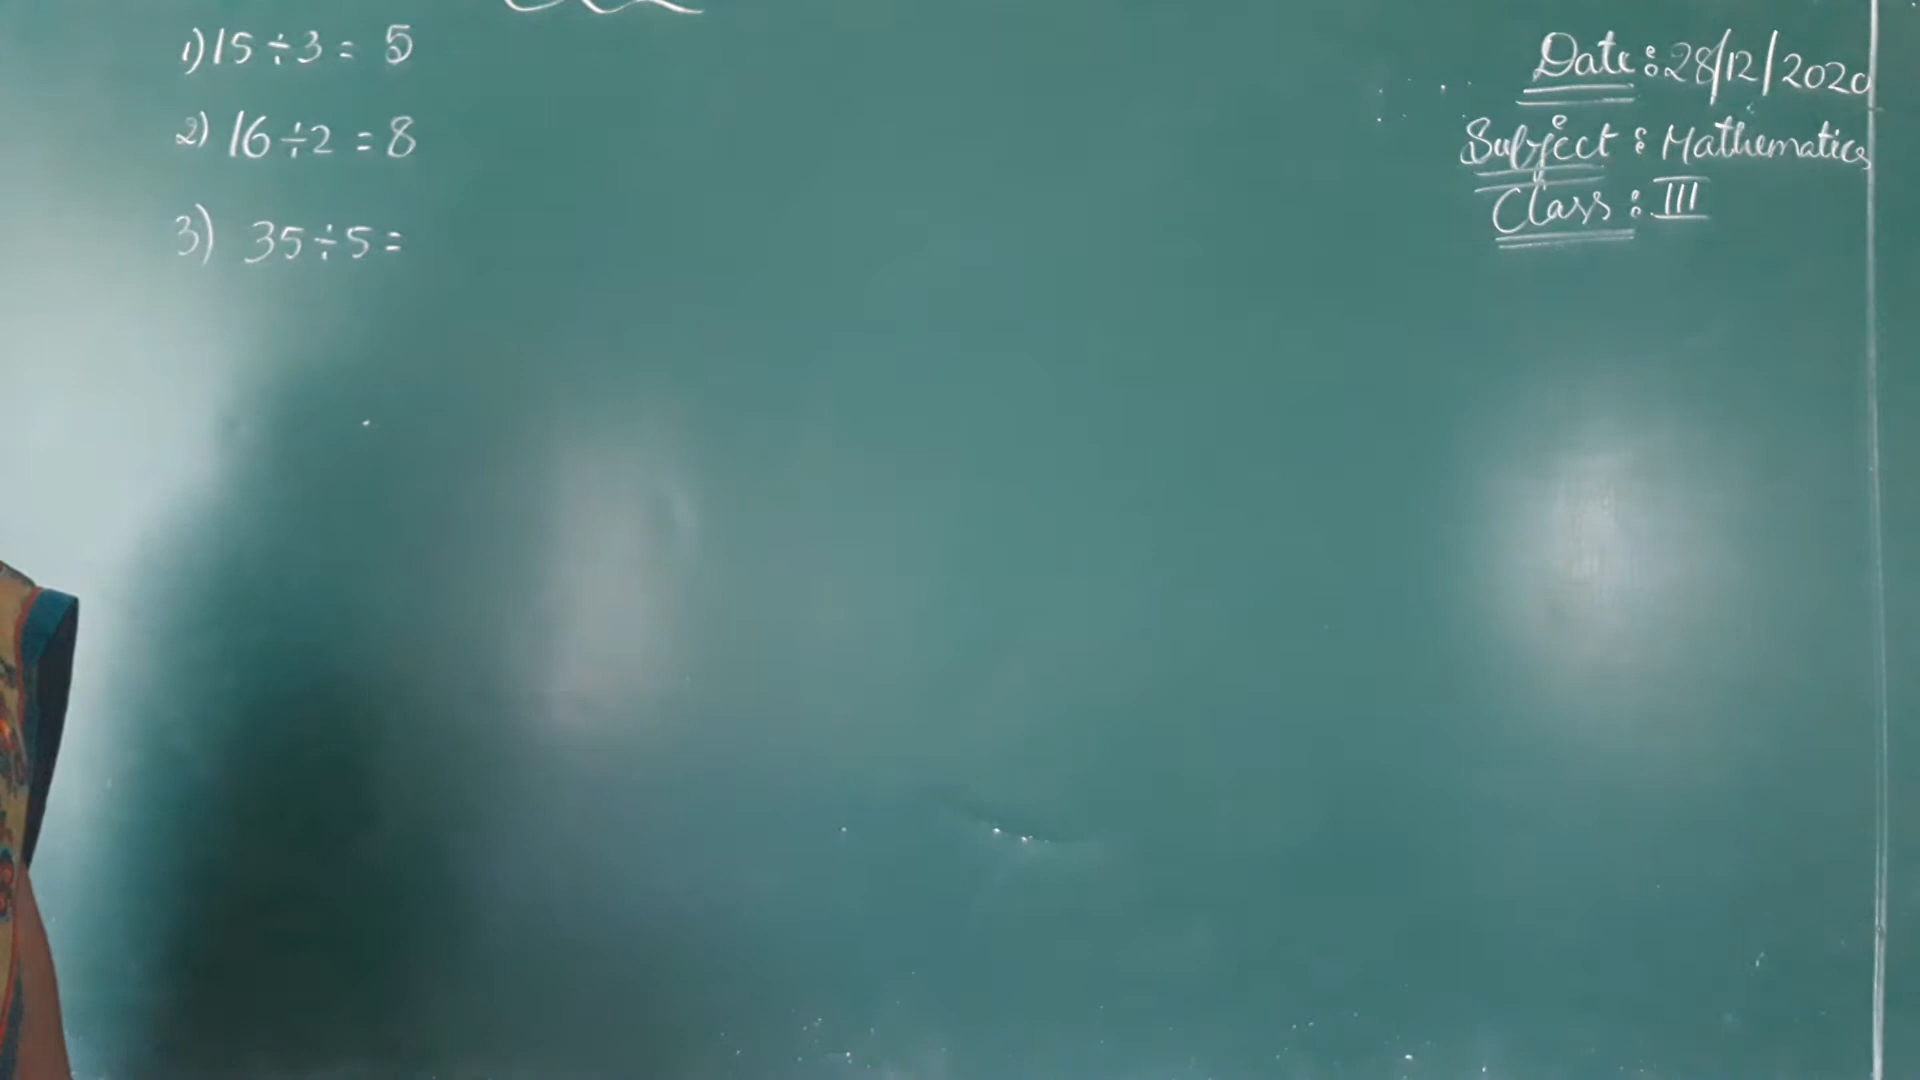 1) 15 ÷ 3 = 5
2) 16 ÷ 2 = 8
3) 35 ÷ 5 =
Date : 28/12/2020
Subject : Mathematics
Class : III